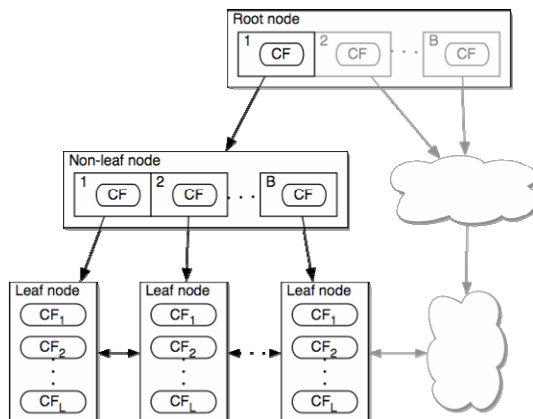 Root node
1 CF 2 CF . . . B CF
Non-leaf node
1 CF 2 CF . . . B CF
Leaf node Leaf node Leaf node
CF1 CF1 CF1
CF2 CF2 . . . CF2
. . .
. . .
. . .
CFL CFL CFL